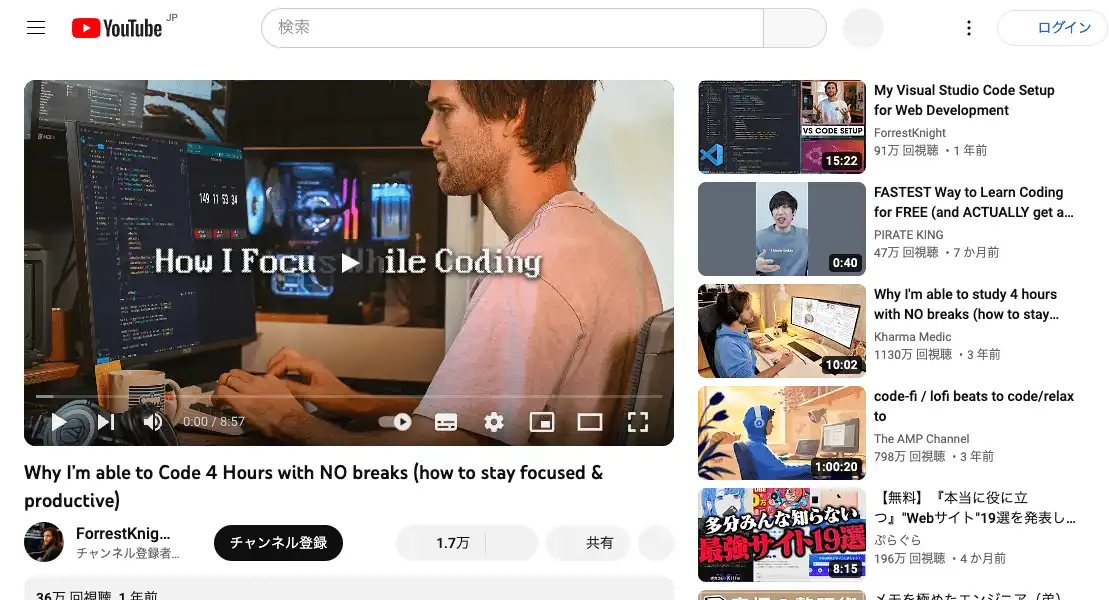 YouTube JP
検索
ログイン
149 11 53 34
How I Focu
hile Coding
0:00 / 8:57
Why I'm able to Code 4 Hours with NO breaks (how to stay focused &
productive)
ForrestKnig...
チャンネル登録者...
チャンネル登録
1.7万
共有
36万 回視聴 1 年前
VS CODE SETUP
15:22
My Visual Studio Code Setup
for Web Development
ForrestKnight
91万 回視聴 ・1 年前
0:40
FASTEST Way to Learn Coding
for FREE (and ACTUALLY get a...
PIRATE KING
47万 回視聴 ・7 か月前
10:02
Why I'm able to study 4 hours
with NO breaks (how to stay...
Kharma Medic
1130万 回視聴 ・3 年前
1:00:20
code-fi / lofi beats to code/relax
to
The AMP Channel
798万 回視聴 ・3 年前
多分みんな知らない
最強サイト19選
8:15
【無料】『本当に役に立
つ』"Webサイト"19選を発表し...
ぷらぐら
196万 回視聴 ・4 か月前
メモを極めたエンジニア（弟）